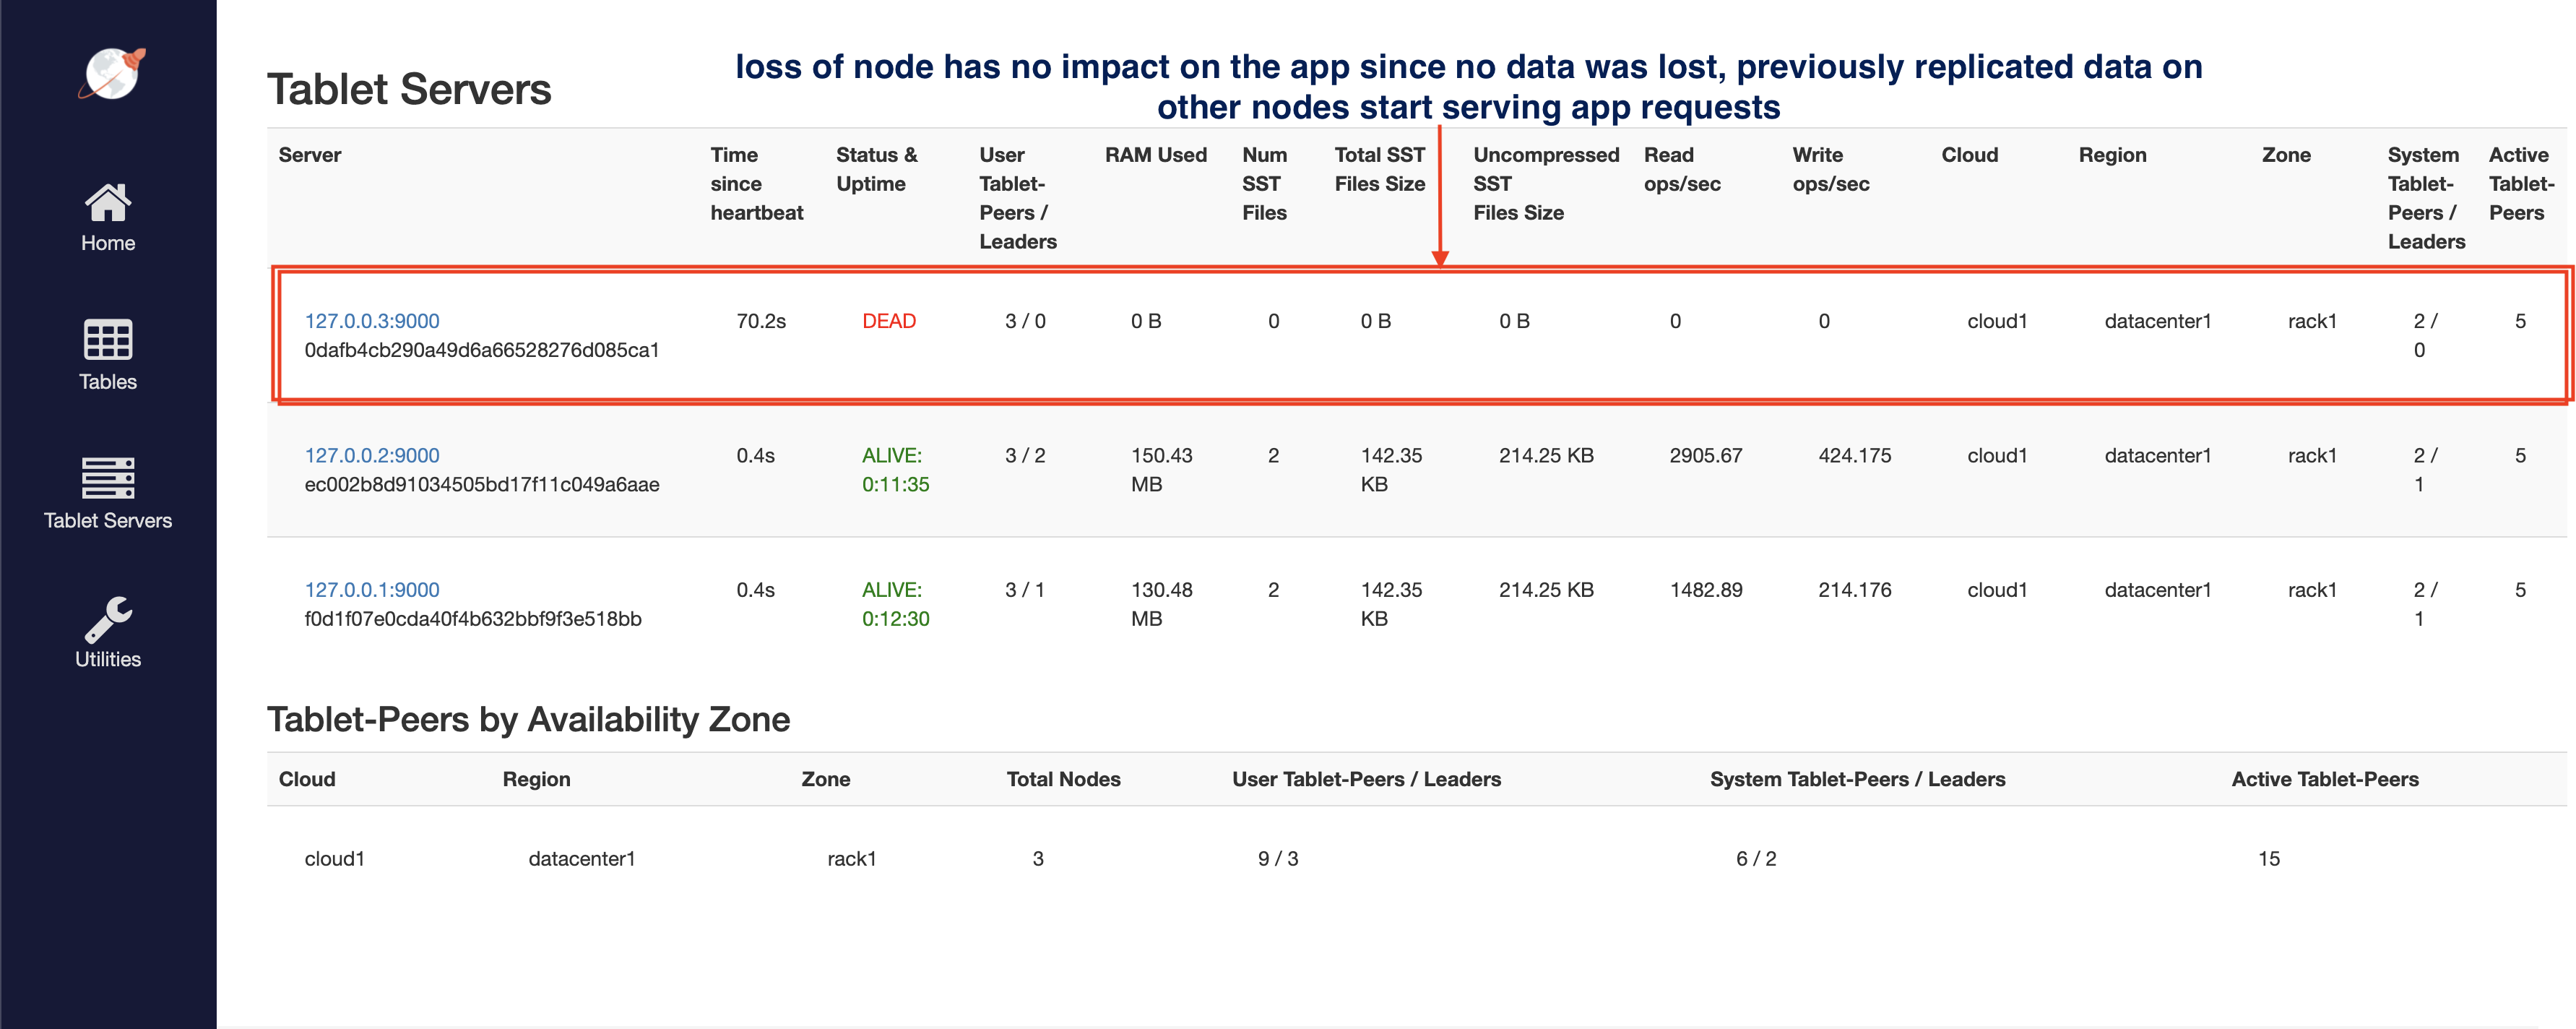 loss of node has no impact on the app since no data was lost, previously replicated data on
other nodes start serving app requests
Home
Tables
Tablet Servers
Utilities
Tablet Servers
Server Time since heartbeat Status & Uptime User Tablet-Peers / Leaders RAM Used Num SST Files Total SST Files Size Uncompressed SST Files Size Read ops/sec Write ops/sec Cloud Region Zone System Tablet-Peers / Leaders Active Tablet-Peers
127.0.0.3:9000 70.2s DEAD 3 / 0 0 B 0 0 B 0 B 0 0 cloud1 datacenter1 rack1 2 / 5
0dafb4cb290a49d6a66528276d085ca1 0
127.0.0.2:9000 0.4s ALIVE: 3 / 2 150.43 2 142.35 214.25 KB 2905.67 424.175 cloud1 datacenter1 rack1 2 / 5
ec002b8d91034505bd17f11c049a6aae 0:11:35 MB KB 1
127.0.0.1:9000 0.4s ALIVE: 3 / 1 130.48 2 142.35 214.25 KB 1482.89 214.176 cloud1 datacenter1 rack1 2 / 5
f0d1f07e0cda40f4b632bbf9f3e518bb 0:12:30 MB KB 1
Tablet-Peers by Availability Zone
Cloud Region Zone Total Nodes User Tablet-Peers / Leaders System Tablet-Peers / Leaders Active Tablet-Peers
cloud1 datacenter1 rack1 3 9 / 3 6 / 2 15